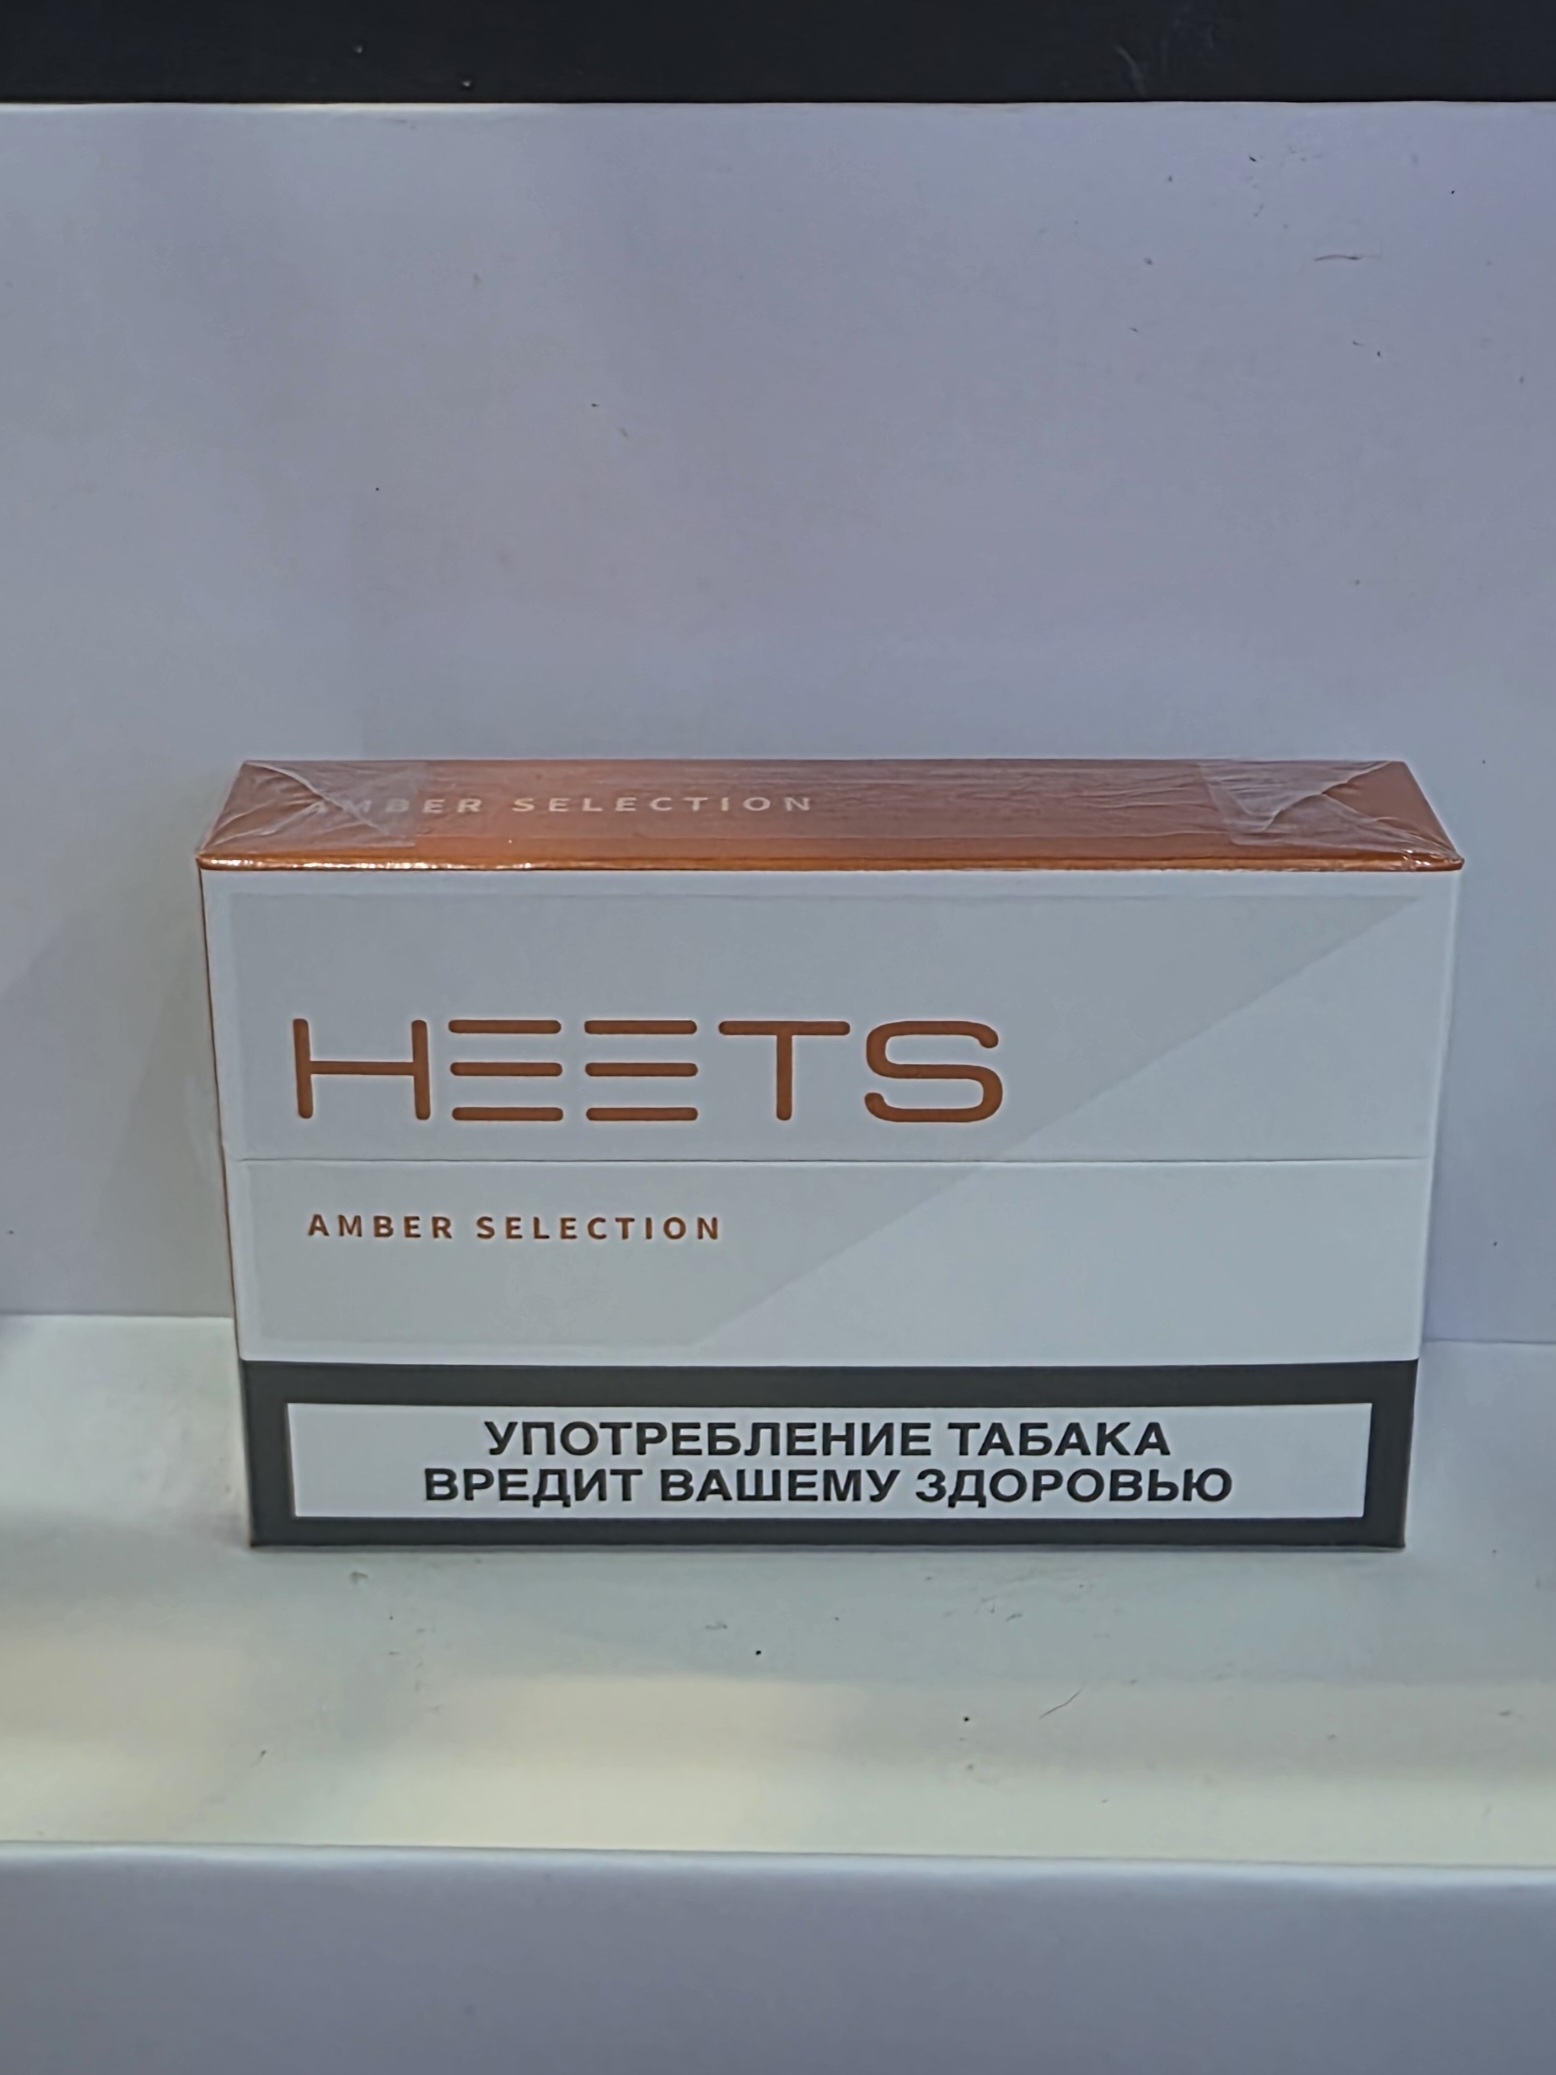 AMBER SELECTION
HEETS
AMBER SELECTION
УПОТРЕБЛЕНИЕ ТАБАКА
ВРЕДИТ ВАШЕМУ ЗДОРОВЬЮ